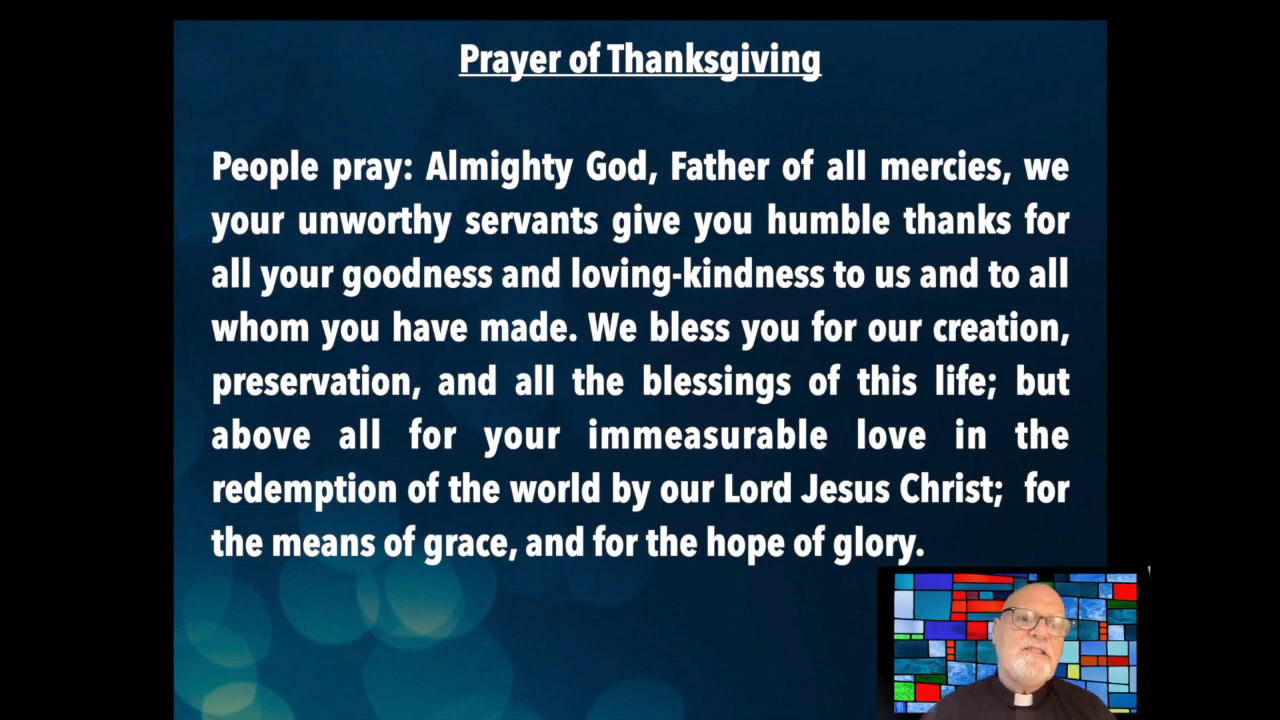 Prayer of Thanksgiving
People pray: Almighty God, Father of all mercies, we
your unworthy servants give you humble thanks for
all your goodness and loving-kindness to us and to all
whom you have made. We bless you for our creation,
preservation, and all the blessings of this life; but
above all for your immeasurable love in the
redemption of the world by our Lord Jesus Christ; for
the means of grace, and for the hope of glory.